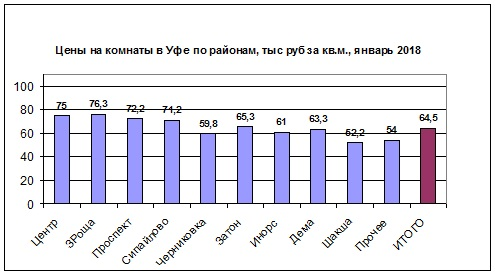 Цены на комнаты в Уфе по районам, тыс руб за кв.м., январь 2018
100
80
60
40
20
0
75
76,3
72,2
71,2
59,8
65,3
61
63,3
52,2
54
64,5
Центр
ЗРоща
Проспект
Сипайлово
Черниковка
Затон
Инорс
Дема
Шакша
Прочее
ИТОГО